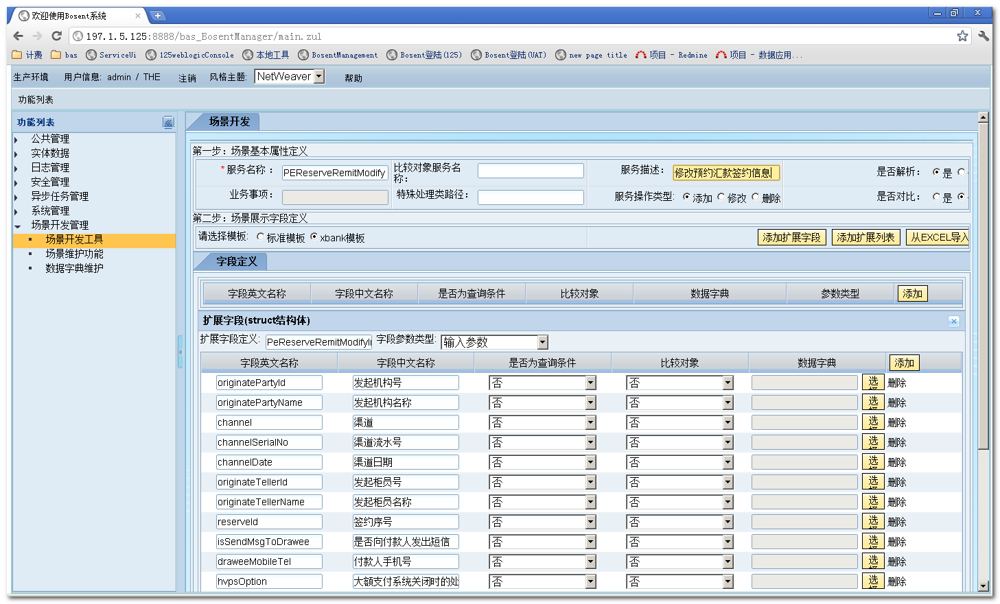 欢迎使用Bosent系统
197.1.5.125:8888/bas_BosentManager/main.zul
计费 bas ServiceUi 125weblogicConsole 本地工具 BosentManagement Bosent登陆(125) Bosent登陆(UAT) new page title 项目 - Redmine 项目 - 数据应用...
生产环境 用户信息: admin / THE 注销 风格主题: NetWeaver 帮助
功能列表
功能列表
公共管理
实体数据
日志管理
安全管理
异步任务管理
系统管理
场景开发管理
场景开发工具
场景维护功能
数据字典维护
场景开发
第一步：场景基本属性定义
* 服务名称： PEReserveRemitModify 比较对象服务名称： 服务描述： 修改预约汇款签约信息 是否解析： 是
业务事项： 特殊处理类路径： 服务操作类型: 添加 修改 删除 是否对比： 是
第二步：场景展示字段定义
请选择模板: 标准模板 xbank模板 添加扩展字段 添加扩展列表 从EXCEL导入
字段定义
字段英文名称 字段中文名称 是否为查询条件 比较对象 数据字典 参数类型 添加
扩展字段(struct结构体)
扩展字段定义: PeReserveRemitModifyI 字段参数类型: 输入参数
字段英文名称 字段中文名称 是否为查询条件 比较对象 数据字典 添加
originatePartyId 发起机构号 否 否 选 删除
originatePartyName 发起机构名称 否 否 选 删除
channel 渠道 否 否 选 删除
channelSerialNo 渠道流水号 否 否 选 删除
channelDate 渠道日期 否 否 选 删除
originateTellerId 发起柜员号 否 否 选 删除
originateTellerName 发起柜员名称 否 否 选 删除
reserveId 签约序号 否 否 选 删除
isSendMsgToDrawee 是否向付款人发出短信 否 否 选 删除
draweeMobileTel 付款人手机号 否 否 选 删除
hvpsOption 大额支付系统关闭时的处 否 否 选 删除